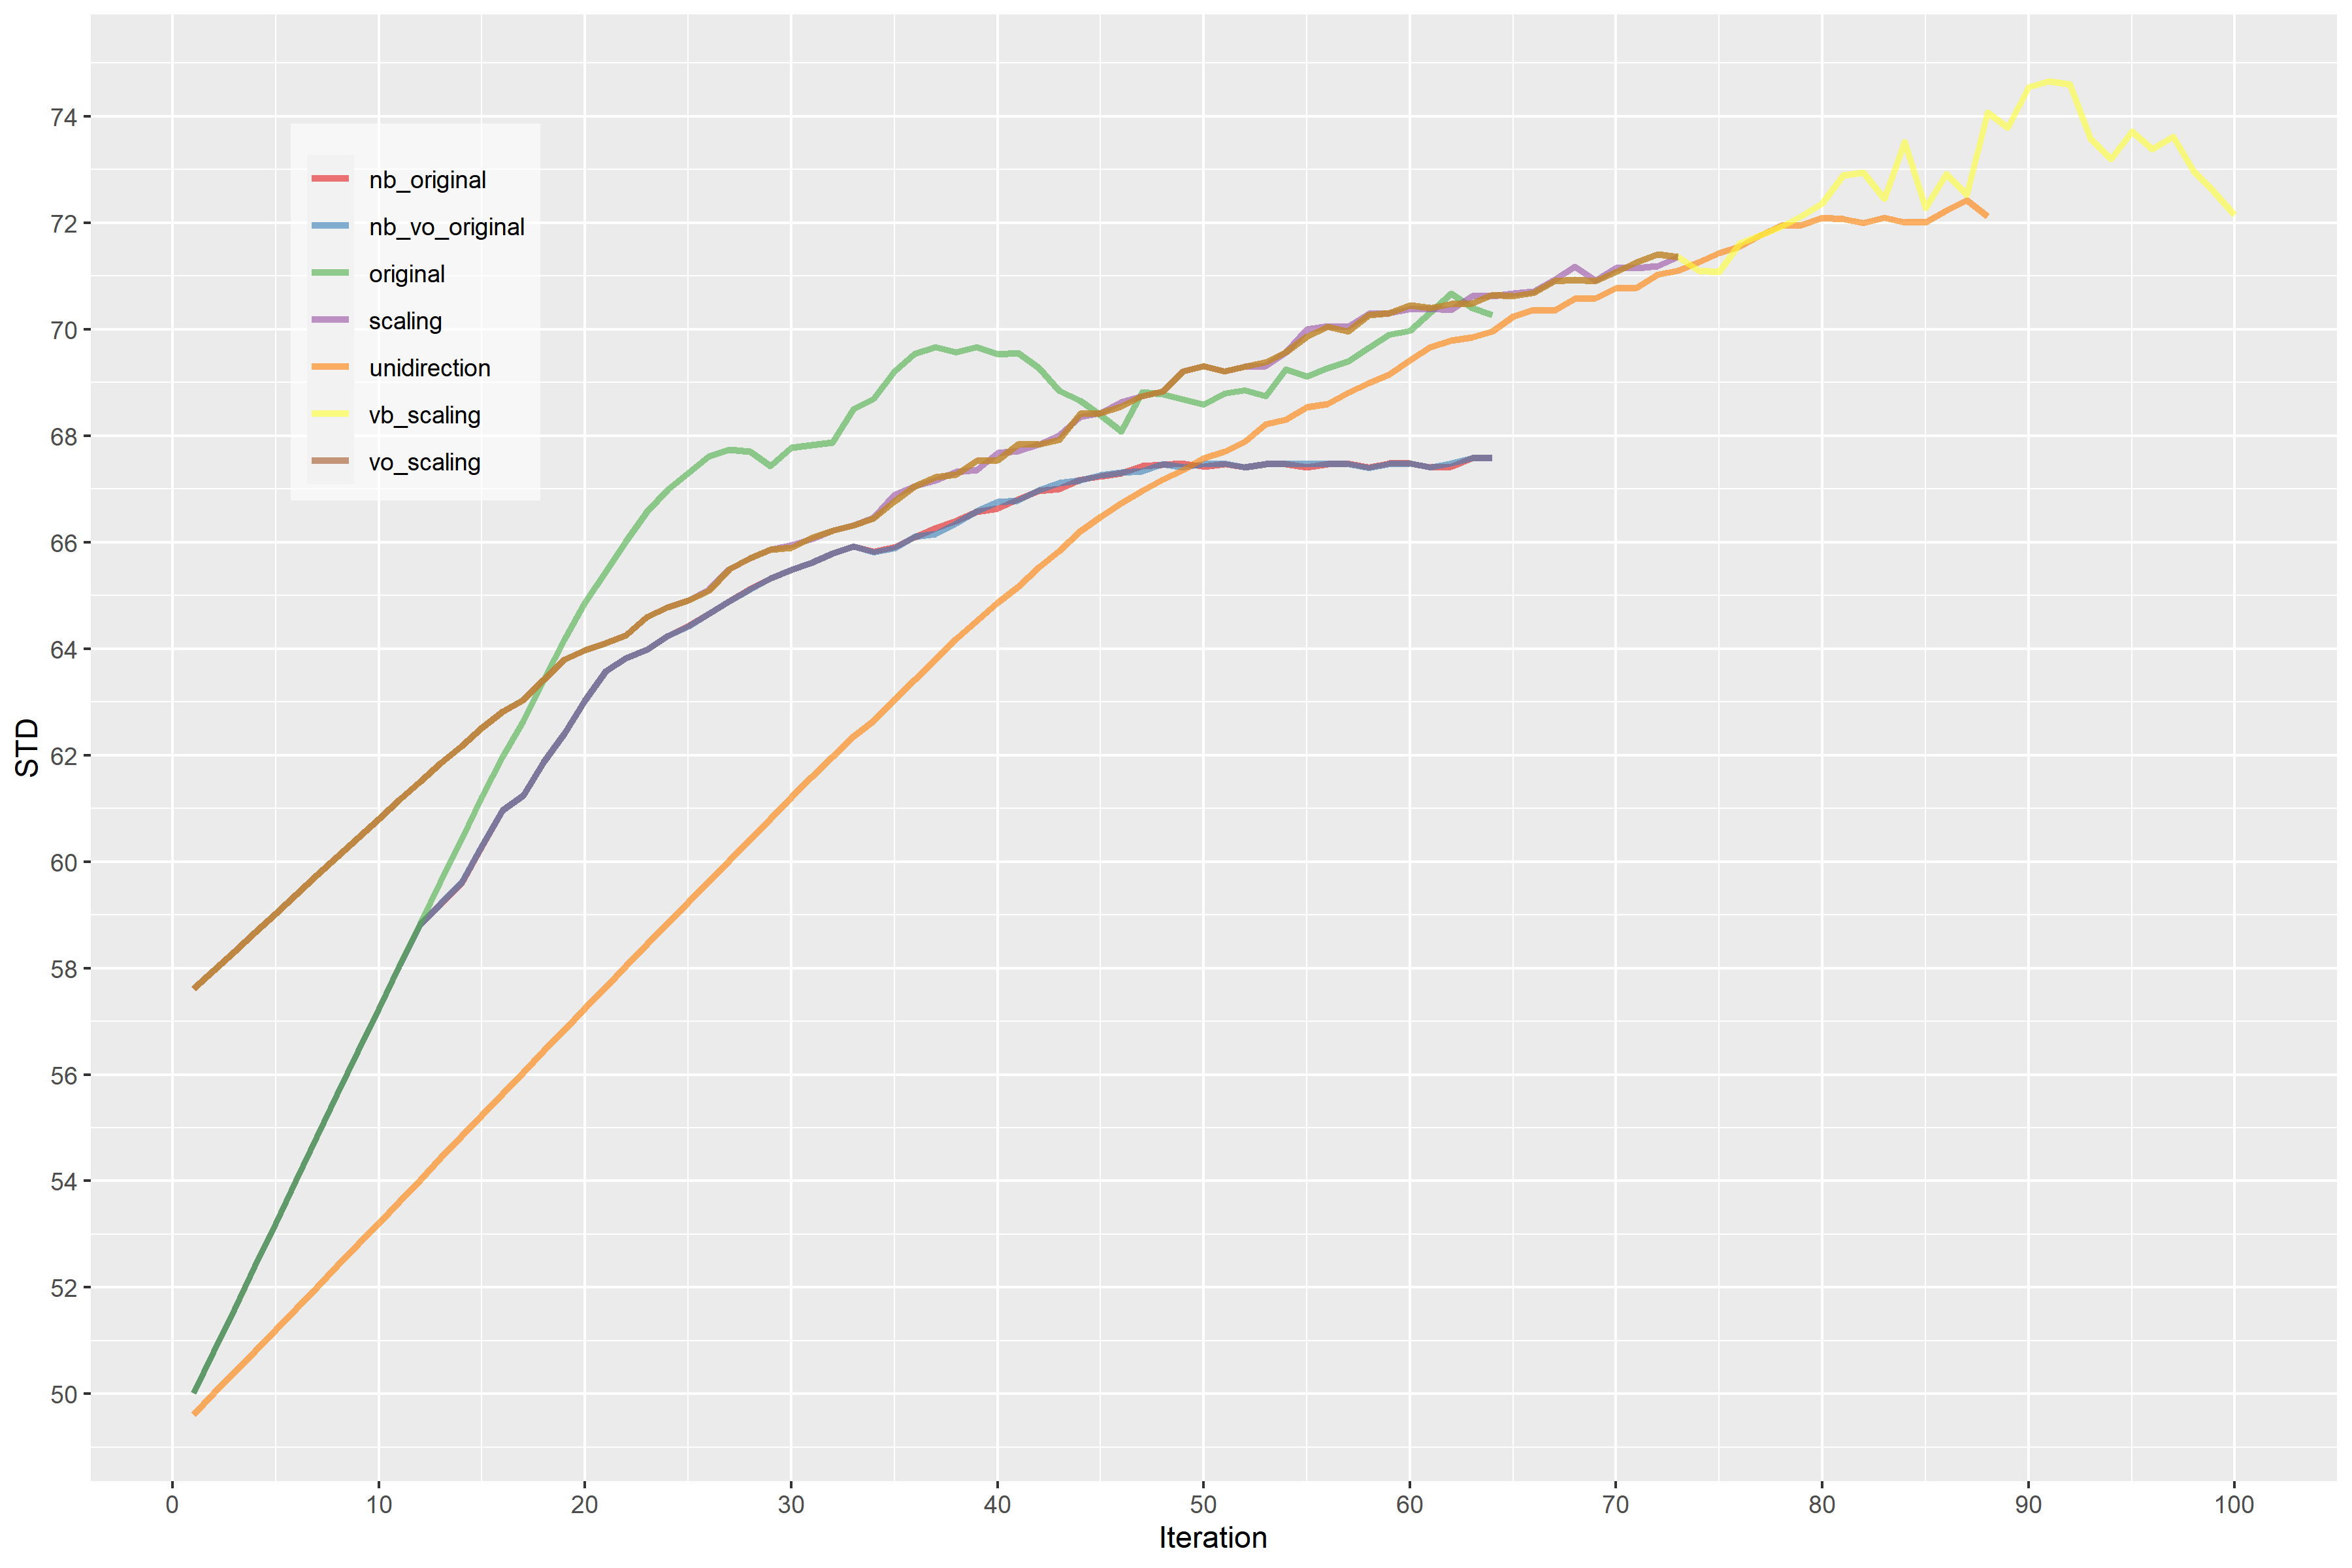 STD
74
72
70
68
66
64
62
60
58
56
54
52
50
nb_original
nb_vo_original
original
scaling
unidirection
vb_scaling
vo_scaling
0 10 20 30 40 50 60 70 80 90 100
Iteration